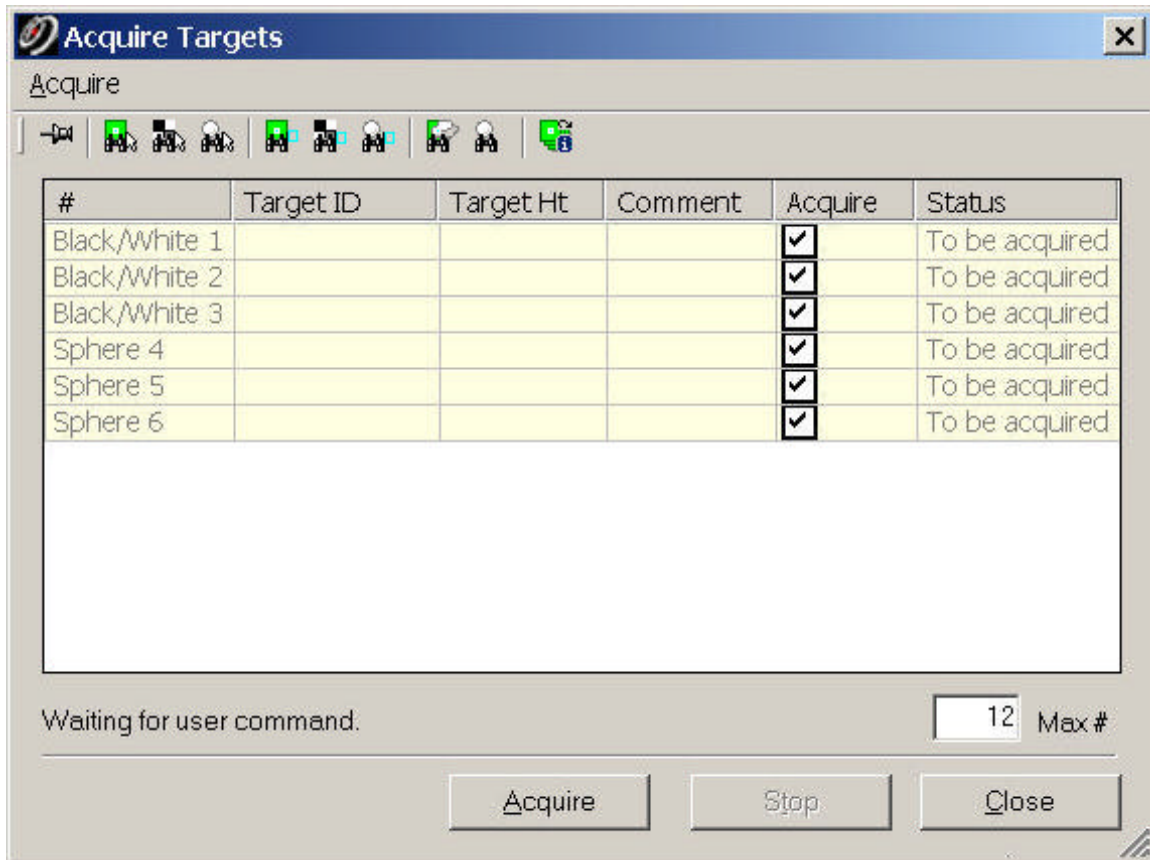 Acquire Targets
Acquire
# Target ID Target Ht Comment Acquire Status
Black/White 1 To be acquired
Black/White 2 To be acquired
Black/White 3 To be acquired
Sphere 4 To be acquired
Sphere 5 To be acquired
Sphere 6 To be acquired
Waiting for user command. 12 Max #
Acquire Stop Close